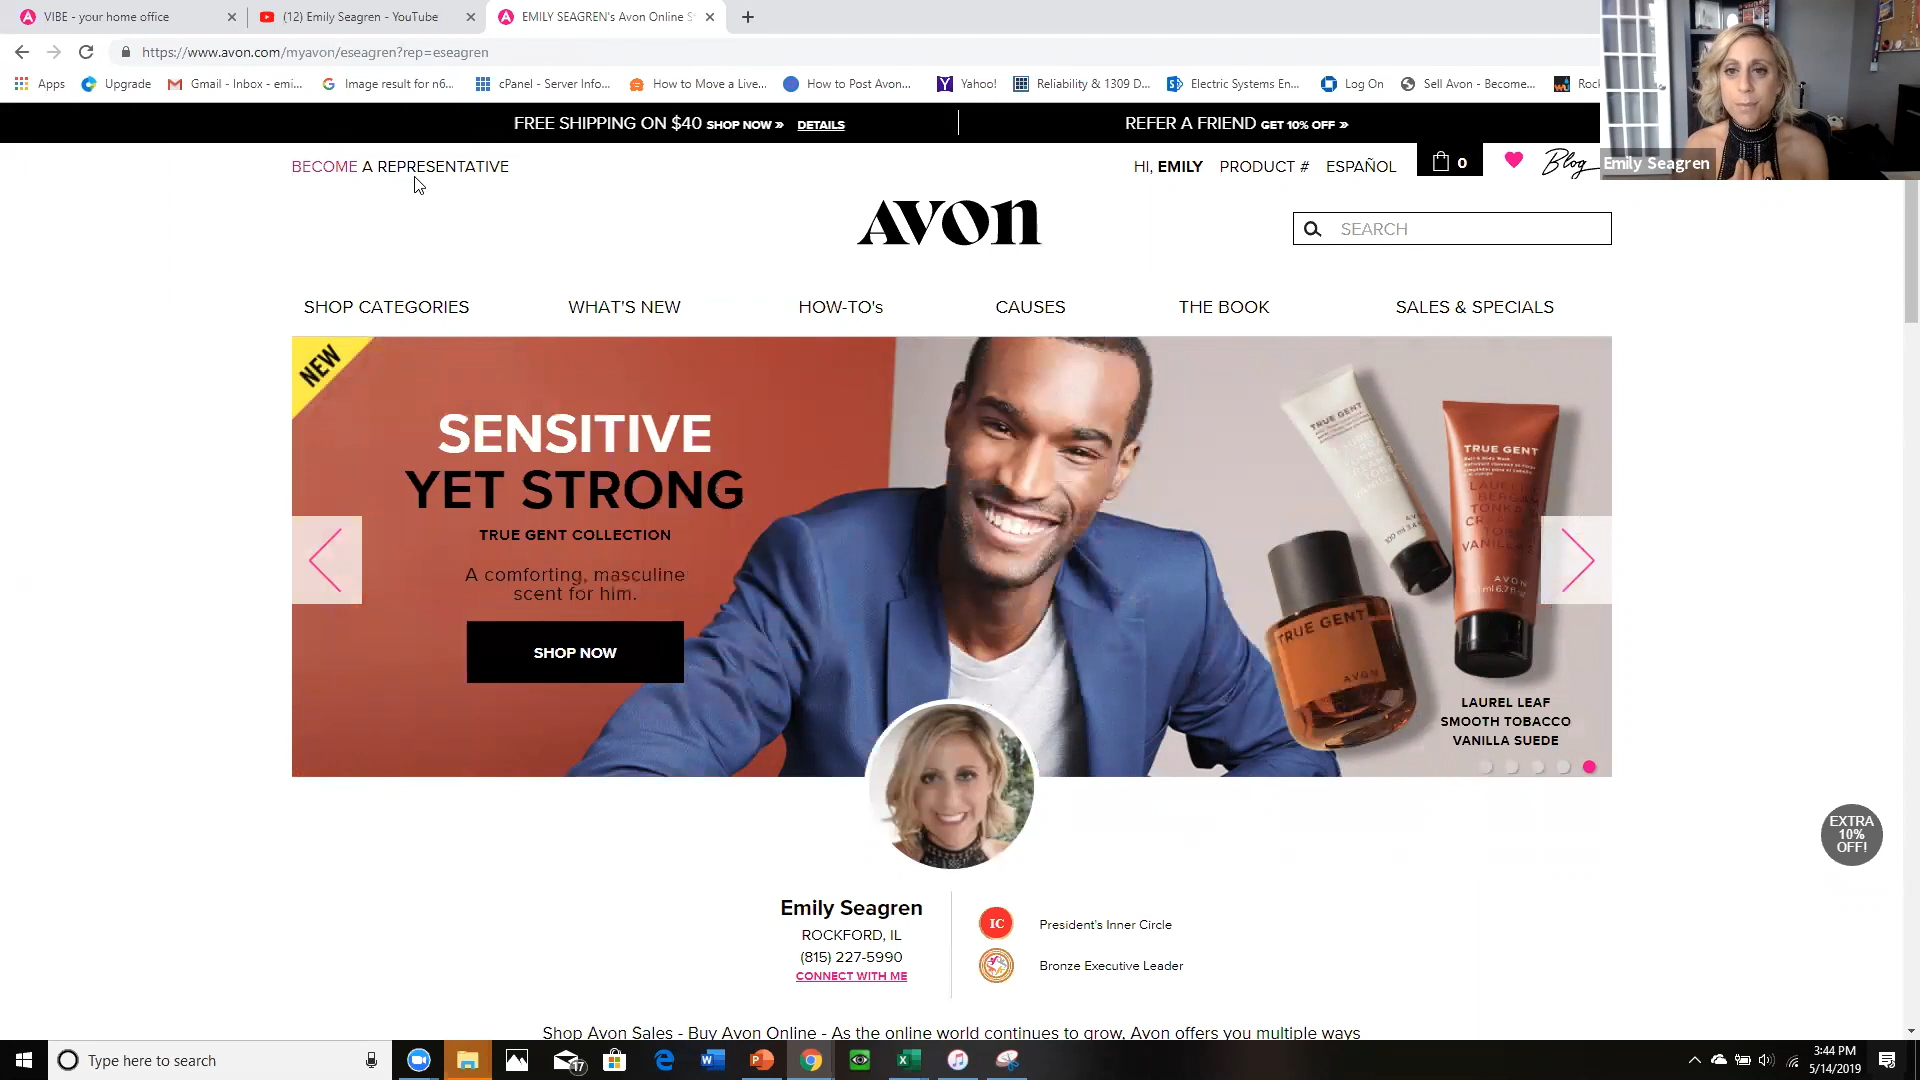 VIBE - your home office
(12) Emily Seagren - YouTube
EMILY SEAGREN's Avon Online S
https://www.avon.com/myavon/eseagren?rep=eseagren
Apps
Upgrade
Gmail - Inbox - emi...
Image result for n6...
cPanel - Server Info...
How to Move a Live...
How to Post Avon...
Yahoo!
Reliability & 1309 D...
Electric Systems En...
Log On
Sell Avon - Become...
Rock
FREE SHIPPING ON $40 SHOP NOW » DETAILS
REFER A FRIEND GET 10% OFF »
Emily Seagren
BECOME A REPRESENTATIVE
HI, EMILY
PRODUCT #
ESPAÑOL
0
Blog
AVON
SEARCH
SHOP CATEGORIES
WHAT'S NEW
HOW-TO's
CAUSES
THE BOOK
SALES & SPECIALS
NEW
SENSITIVE
YET STRONG
TRUE GENT COLLECTION
A comforting, masculine
scent for him.
SHOP NOW
TRUE GENT
TRUE GENT
TRUE GENT
AVON
AVON
LAUREL LEAF
SMOOTH TOBACCO
VANILLA SUEDE
EXTRA
10%
OFF!
Emily Seagren
ROCKFORD, IL
(815) 227-5990
CONNECT WITH ME
IC
President's Inner Circle
Bronze Executive Leader
Shop Avon Sales - Buy Avon Online - As the online world continues to grow, Avon offers you multiple ways
Type here to search
17
3:44 PM
5/14/2019